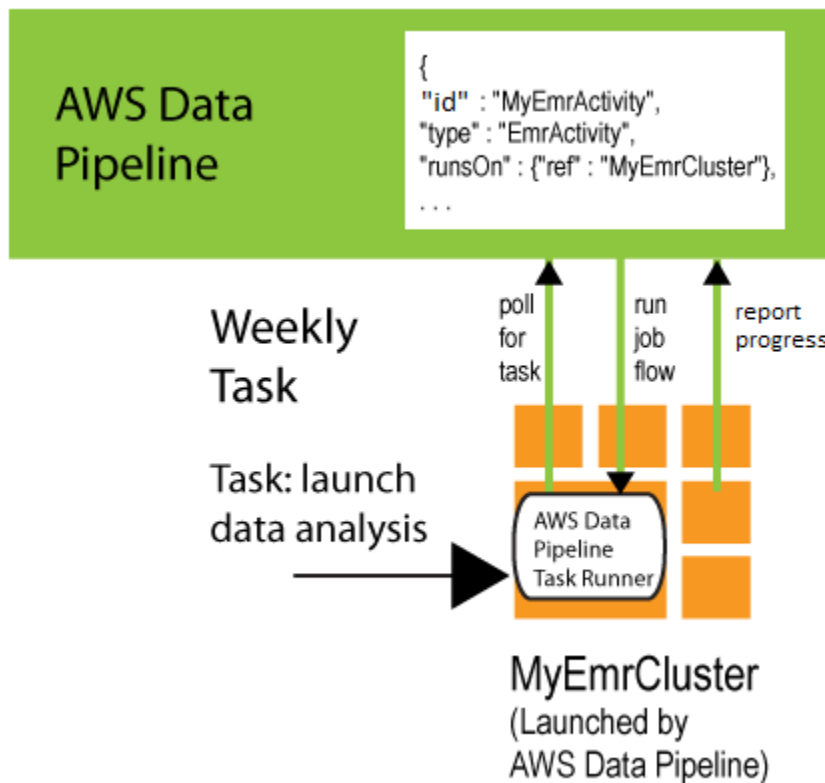 AWS Data
Pipeline
{
"id" : "MyEmrActivity",
"type" : "EmrActivity",
"runsOn" : {"ref" : "MyEmrCluster"},
. . .
Weekly
Task
poll
for
task
run
job
flow
report
progress
Task: launch
data analysis
AWS Data
Pipeline
Task Runner
MyEmrCluster
(Launched by
AWS Data Pipeline)